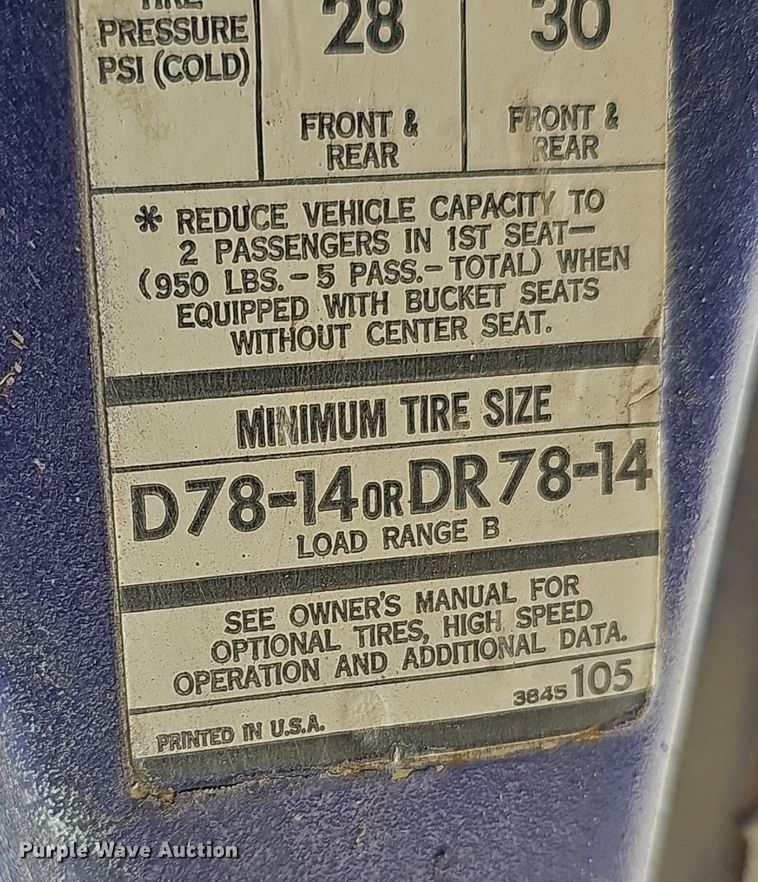 TIRE
PRESSURE
PSI (COLD)
28
30
FRONT &
REAR
FRONT &
REAR
* REDUCE VEHICLE CAPACITY TO
2 PASSENGERS IN 1ST SEAT—
(950 LBS. – 5 PASS. – TOTAL) WHEN
EQUIPPED WITH BUCKET SEATS
WITHOUT CENTER SEAT.
MINIMUM TIRE SIZE
D78-14 OR DR78-14
LOAD RANGE B
SEE OWNER'S MANUAL FOR
OPTIONAL TIRES, HIGH SPEED
OPERATION AND ADDITIONAL DATA.
3845105
PRINTED IN U.S.A.
Purple Wave Auction